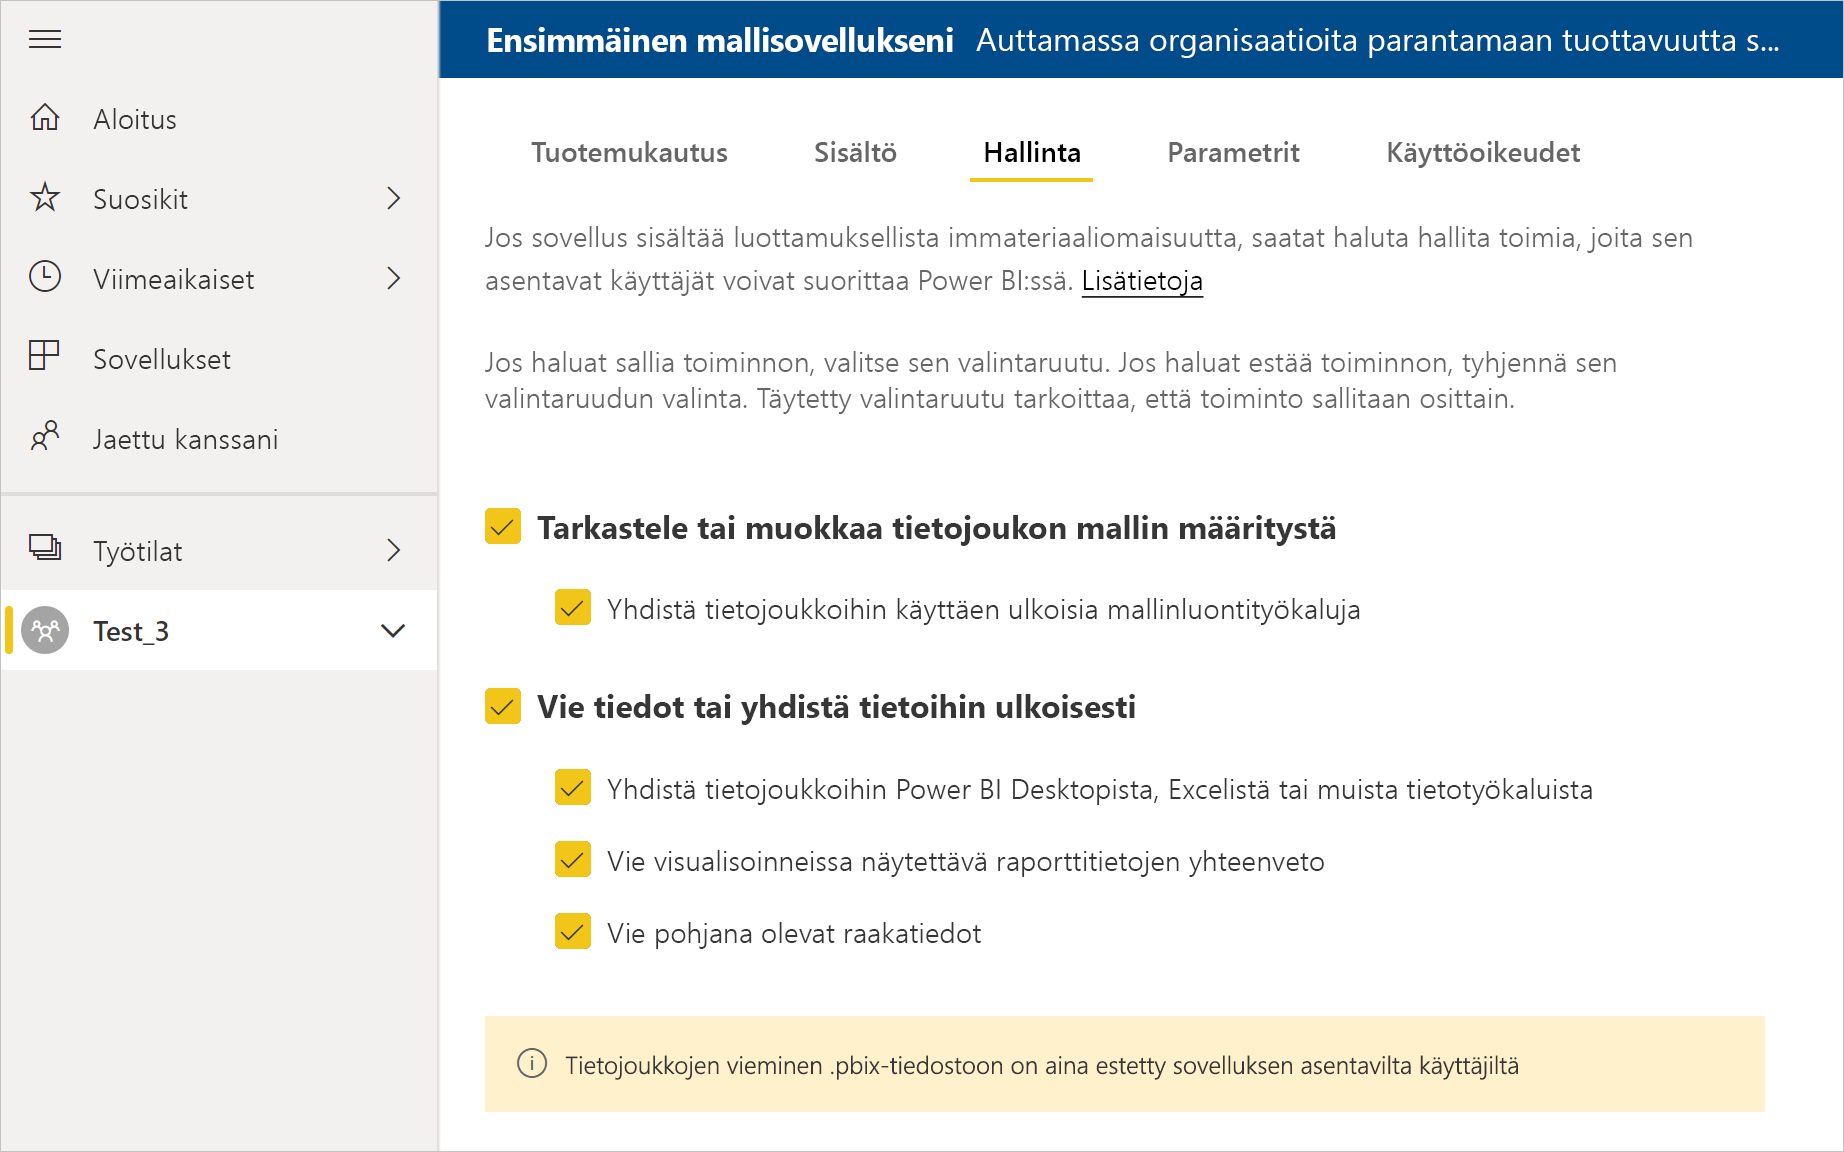 Aloitus
Suosikit
Viimeaikaiset
Sovellukset
Jaettu kanssani
Työtilat
Test_3
Ensimmäinen mallisovellukseni Auttamassa organisaatioita parantamaan tuottavuutta s...
Tuotemukautus Sisältö Hallinta Parametrit Käyttöoikeudet
Jos sovellus sisältää luottamuksellista immateriaaliomaisuutta, saatat haluta hallita toimia, joita sen
asentavat käyttäjät voivat suorittaa Power BI:ssä. Lisätietoja
Jos haluat sallia toiminnon, valitse sen valintaruutu. Jos haluat estää toiminnon, tyhjennä sen
valintaruudun valinta. Täytetty valintaruutu tarkoittaa, että toiminto sallitaan osittain.
Tarkastele tai muokkaa tietojoukon mallin määritystä
Yhdistä tietojoukkoihin käyttäen ulkoisia mallinluontityökaluja
Vie tiedot tai yhdistä tietoihin ulkoisesti
Yhdistä tietojoukkoihin Power BI Desktopista, Excelistä tai muista tietotyökaluista
Vie visualisoinneissa näytettävä raporttitietojen yhteenveto
Vie pohjana olevat raakatiedot
Tietojoukkojen vieminen .pbix-tiedostoon on aina estetty sovelluksen asentavilta käyttäjiltä